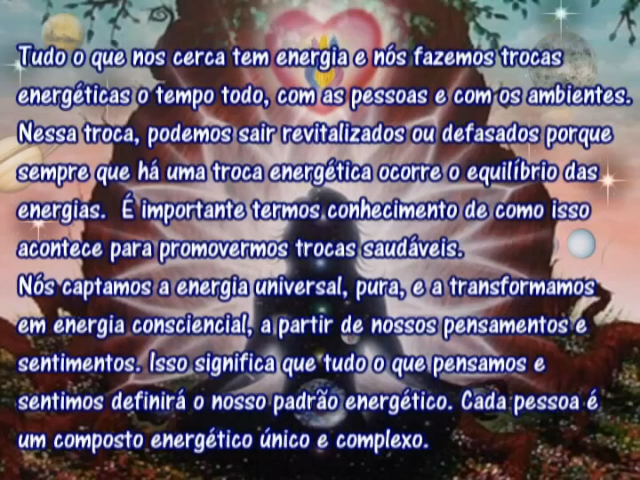 Tudo o que nos cerca tem energia e nós fazemos trocas
energéticas o tempo todo, com as pessoas e com os ambientes.
Nessa troca, podemos sair revitalizados ou defasados porque
sempre que há uma troca energética ocorre o equilíbrio das
energias. É importante termos conhecimento de como isso
acontece para promovermos trocas saudáveis.
Nós captamos a energia universal, pura, e a transformamos
em energia consciencial, a partir de nossos pensamentos e
sentimentos. Isso significa que tudo o que pensamos e
sentimos definirá o nosso padrão energético. Cada pessoa é
um composto energético único e complexo.